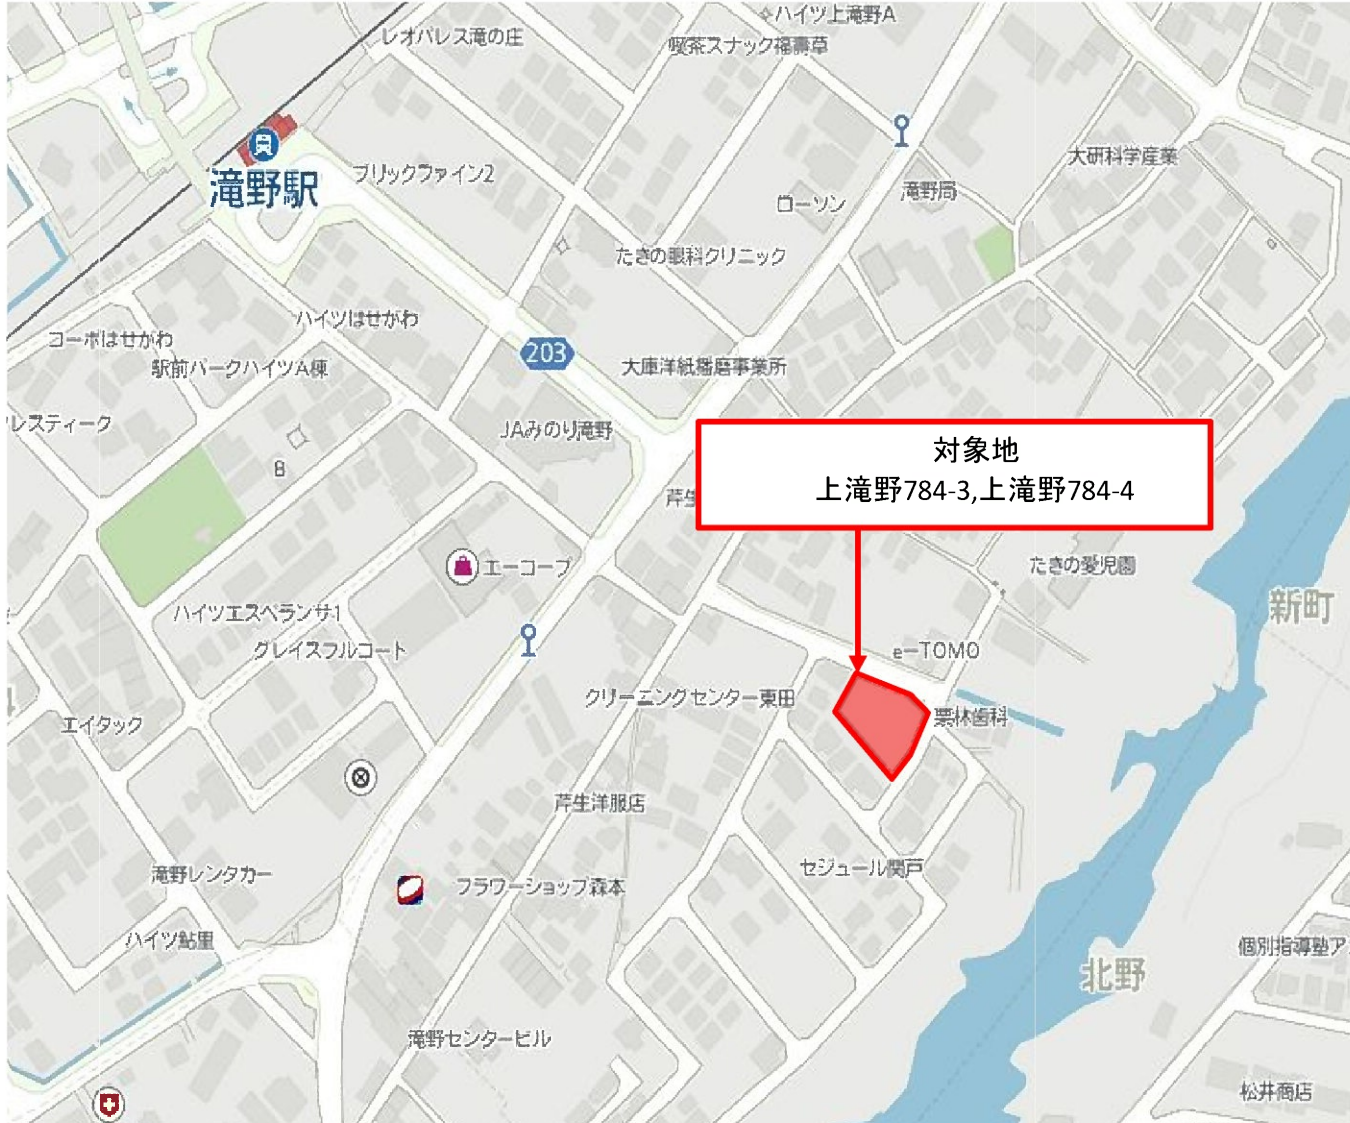 ハイツ上滝野A
レオパレス滝の庄
喫茶スナック福壽草
大研科学産業
ブリックファイン2
滝野駅
滝野局
ローソン
たきの眼科クリニック
ハイツはせがわ
コーポはせがわ
203
駅前パークハイツA棟
大庫洋紙播磨事業所
レスティーク
JAみのり滝野
対象地
上滝野784-3,上滝野784-4
芹生
エーコープ
たきの愛児園
新町
ハイツエスペランサ1
グレイスフルコート
e-TOMO
クリーニングセンター東田
栗林歯科
エイタック
芹生洋服店
セジュール関戸
滝野レンタカー
フラワーショップ森本
ハイツ鮎里
個別指導塾ア
北野
滝野センタービル
松井商店